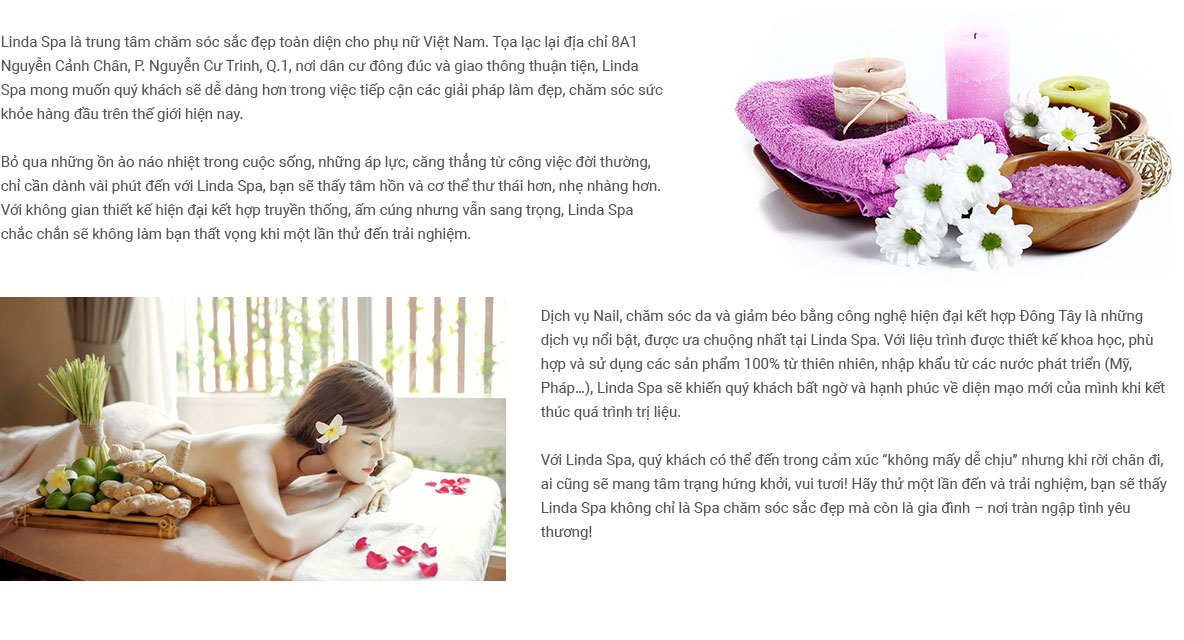 Linda Spa là trung tâm chăm sóc sắc đẹp toàn diện cho phụ nữ Việt Nam. Tọa lạc lại địa chỉ 8A1
Nguyễn Cảnh Chân, P. Nguyễn Cư Trinh, Q.1, nơi dân cư đông đúc và giao thông thuận tiện, Linda
Spa mong muốn quý khách sẽ dễ dàng hơn trong việc tiếp cận các giải pháp làm đẹp, chăm sóc sức
khỏe hàng đầu trên thế giới hiện nay.
Bỏ qua những ồn ào náo nhiệt trong cuộc sống, những áp lực, căng thẳng từ công việc đời thường,
chỉ cần dành vài phút đến với Linda Spa, bạn sẽ thấy tâm hồn và cơ thể thư thái hơn, nhẹ nhàng hơn.
Với không gian thiết kế hiện đại kết hợp truyền thống, ấm cúng nhưng vẫn sang trọng, Linda Spa
chắc chắn sẽ không làm bạn thất vọng khi một lần thử đến trải nghiệm.
Dịch vụ Nail, chăm sóc da và giảm béo bằng công nghệ hiện đại kết hợp Đông Tây là những
dịch vụ nổi bật, được ưa chuộng nhất tại Linda Spa. Với liệu trình được thiết kế khoa học, phù
hợp và sử dụng các sản phẩm 100% từ thiên nhiên, nhập khẩu từ các nước phát triển (Mỹ,
Pháp…), Linda Spa sẽ khiến quý khách bất ngờ và hạnh phúc về diện mạo mới của mình khi kết
thúc quá trình trị liệu.
Với Linda Spa, quý khách có thể đến trong cảm xúc “không mấy dễ chịu” nhưng khi rời chân đi,
ai cũng sẽ mang tâm trạng hứng khởi, vui tươi! Hãy thử một lần đến và trải nghiệm, bạn sẽ thấy
Linda Spa không chỉ là Spa chăm sóc sắc đẹp mà còn là gia đình – nơi tràn ngập tình yêu
thương!